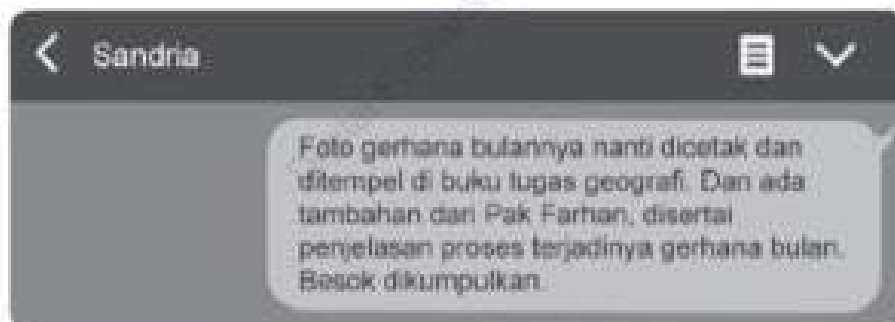 Sandria
Foto gerhana bulannya nanti dicetak dan
ditempel di buku tugas geografi. Dan ada
tambahan dari Pak Farhan, disertai
penjelasan proses terjadinya gerhana bulan.
Besok dikumpulkan.